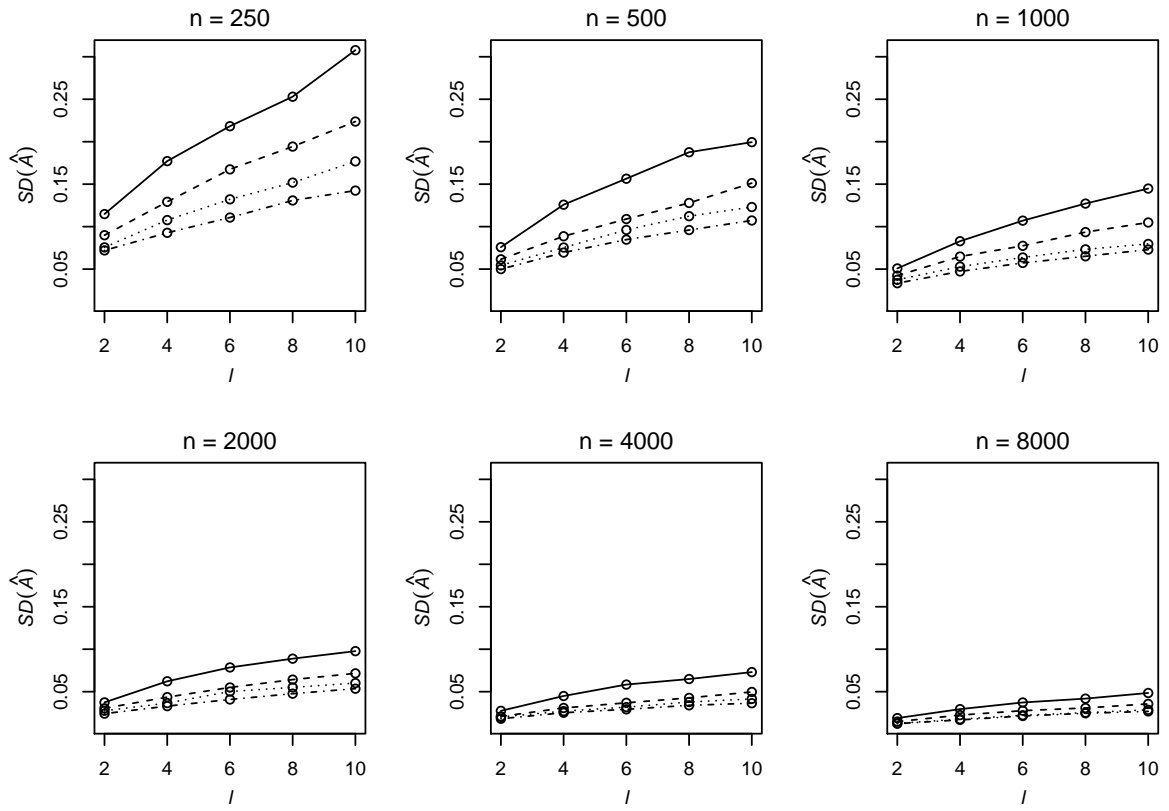 n = 250
0.05 0.15 0.25
SD(Â)
2 4 6 8 10
l
n = 500
0.05 0.15 0.25
SD(Â)
2 4 6 8 10
l
n = 1000
0.05 0.15 0.25
SD(Â)
2 4 6 8 10
l
n = 2000
0.05 0.15 0.25
SD(Â)
2 4 6 8 10
l
n = 4000
0.05 0.15 0.25
SD(Â)
2 4 6 8 10
l
n = 8000
0.05 0.15 0.25
SD(Â)
2 4 6 8 10
l